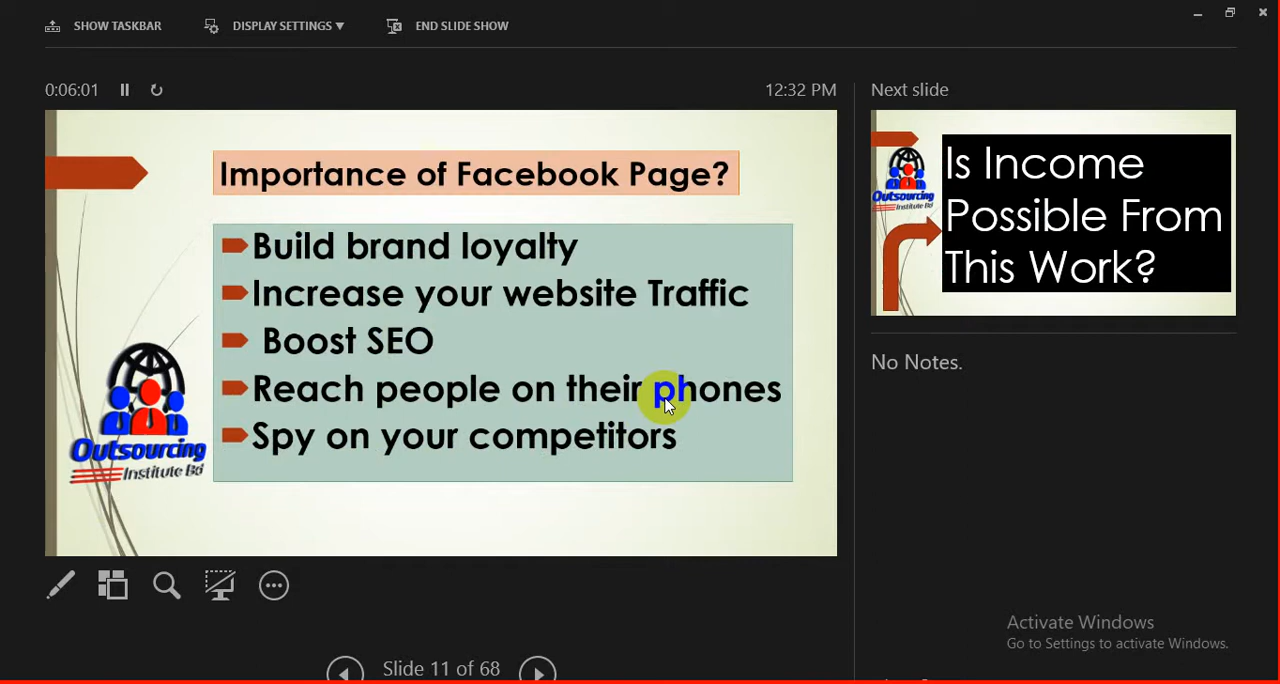 SHOW TASKBAR
DISPLAY SETTINGS
END SLIDE SHOW
0:06:01
12:32 PM
Importance of Facebook Page?
Build brand loyalty
Increase your website Traffic
Boost SEO
Reach people on their phones
Spy on your competitors
Outsourcing
Institute Bd
Slide 11 of 68
Next slide
Outsourcing
Institute Bd
Is Income
Possible From
This Work?
No Notes.
Activate Windows
Go to Settings to activate Windows.